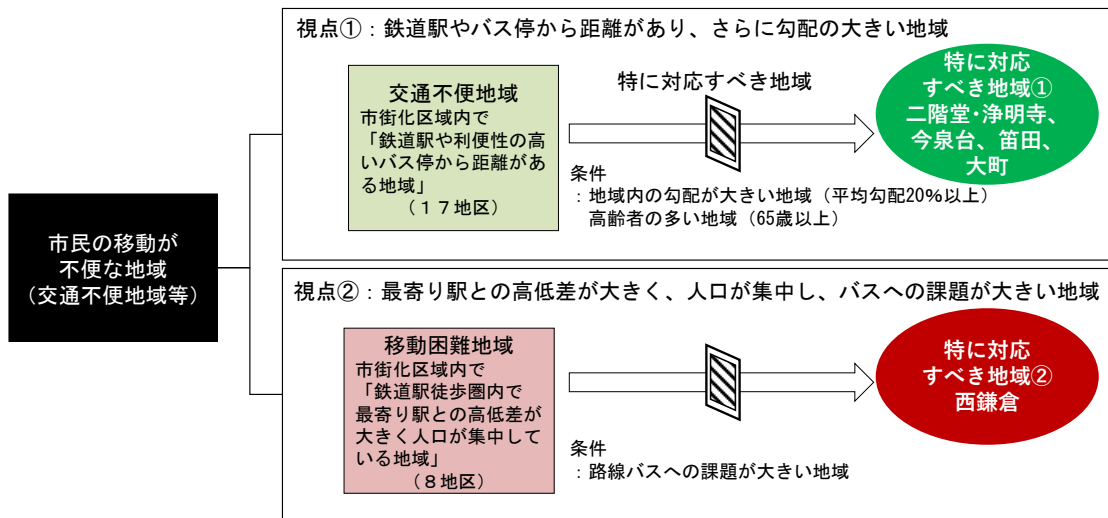 市民の移動が
不便な地域
（交通不便地域等）
視点①：鉄道駅やバス停から距離があり、さらに勾配の大きい地域
交通不便地域
市街化区域内で
「鉄道駅や利便性の高
いバス停から距離があ
る地域」
（１７地区）
特に対応すべき地域
条件
：地域内の勾配が大きい地域（平均勾配20%以上）
高齢者の多い地域（65歳以上）
特に対応
すべき地域①
二階堂・浄明寺、
今泉台、笛田、
大町
視点②：最寄り駅との高低差が大きく、人口が集中し、バスへの課題が大きい地域
移動困難地域
市街化区域内で
「鉄道駅徒歩圏内で
最寄り駅との高低差が
大きく人口が集中して
いる地域」
（８地区）
条件
：路線バスへの課題が大きい地域
特に対応
すべき地域②
西鎌倉